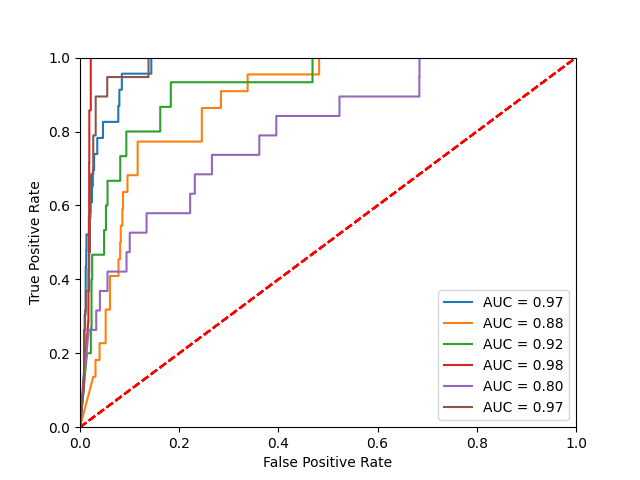 1.0
0.8
0.6
0.4
0.2
0.0
True Positive Rate
0.0 0.2 0.4 0.6 0.8 1.0
False Positive Rate
AUC = 0.97
AUC = 0.88
AUC = 0.92
AUC = 0.98
AUC = 0.80
AUC = 0.97